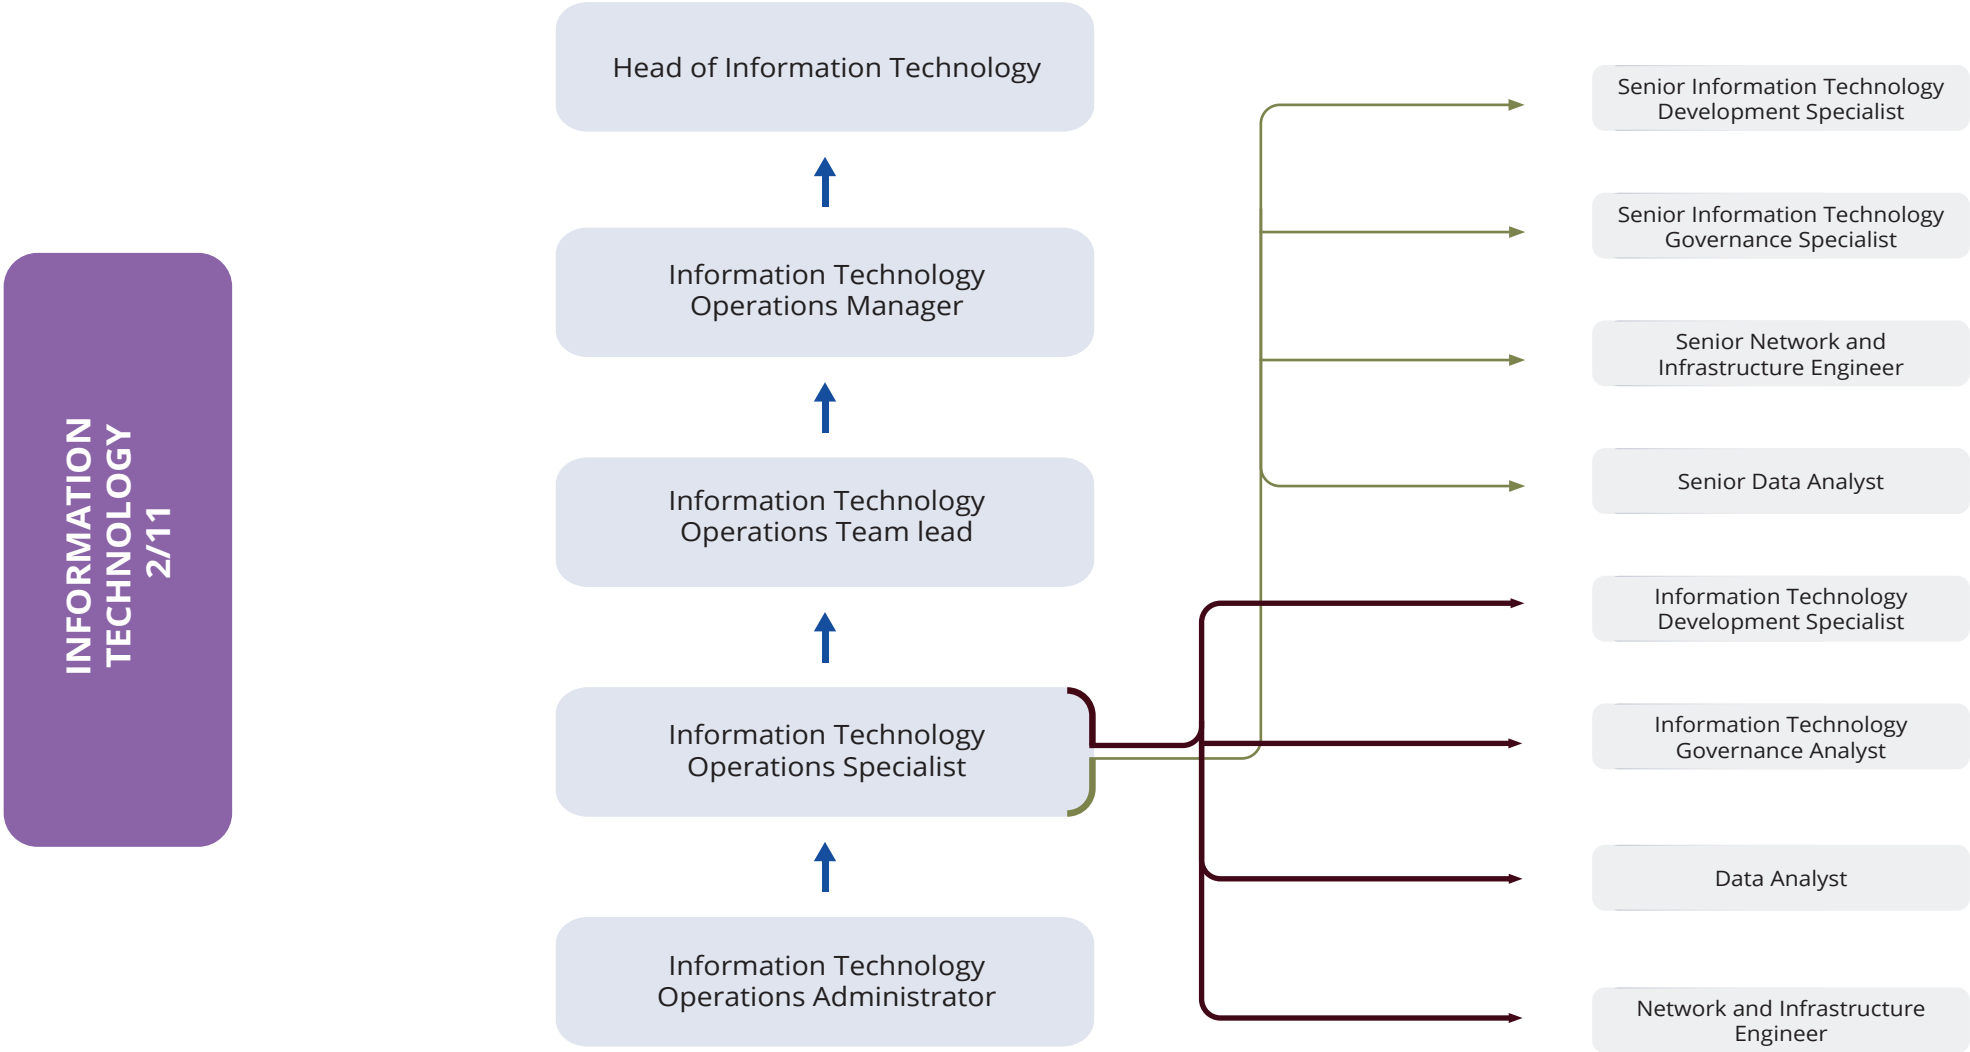 INFORMATION
TECHNOLOGY
2/11
Head of Information Technology
Information Technology
Operations Manager
Information Technology
Operations Team lead
Information Technology
Operations Specialist
Information Technology
Operations Administrator
Senior Information Technology
Development Specialist
Senior Information Technology
Governance Specialist
Senior Network and
Infrastructure Engineer
Senior Data Analyst
Information Technology
Development Specialist
Information Technology
Governance Analyst
Data Analyst
Network and Infrastructure
Engineer